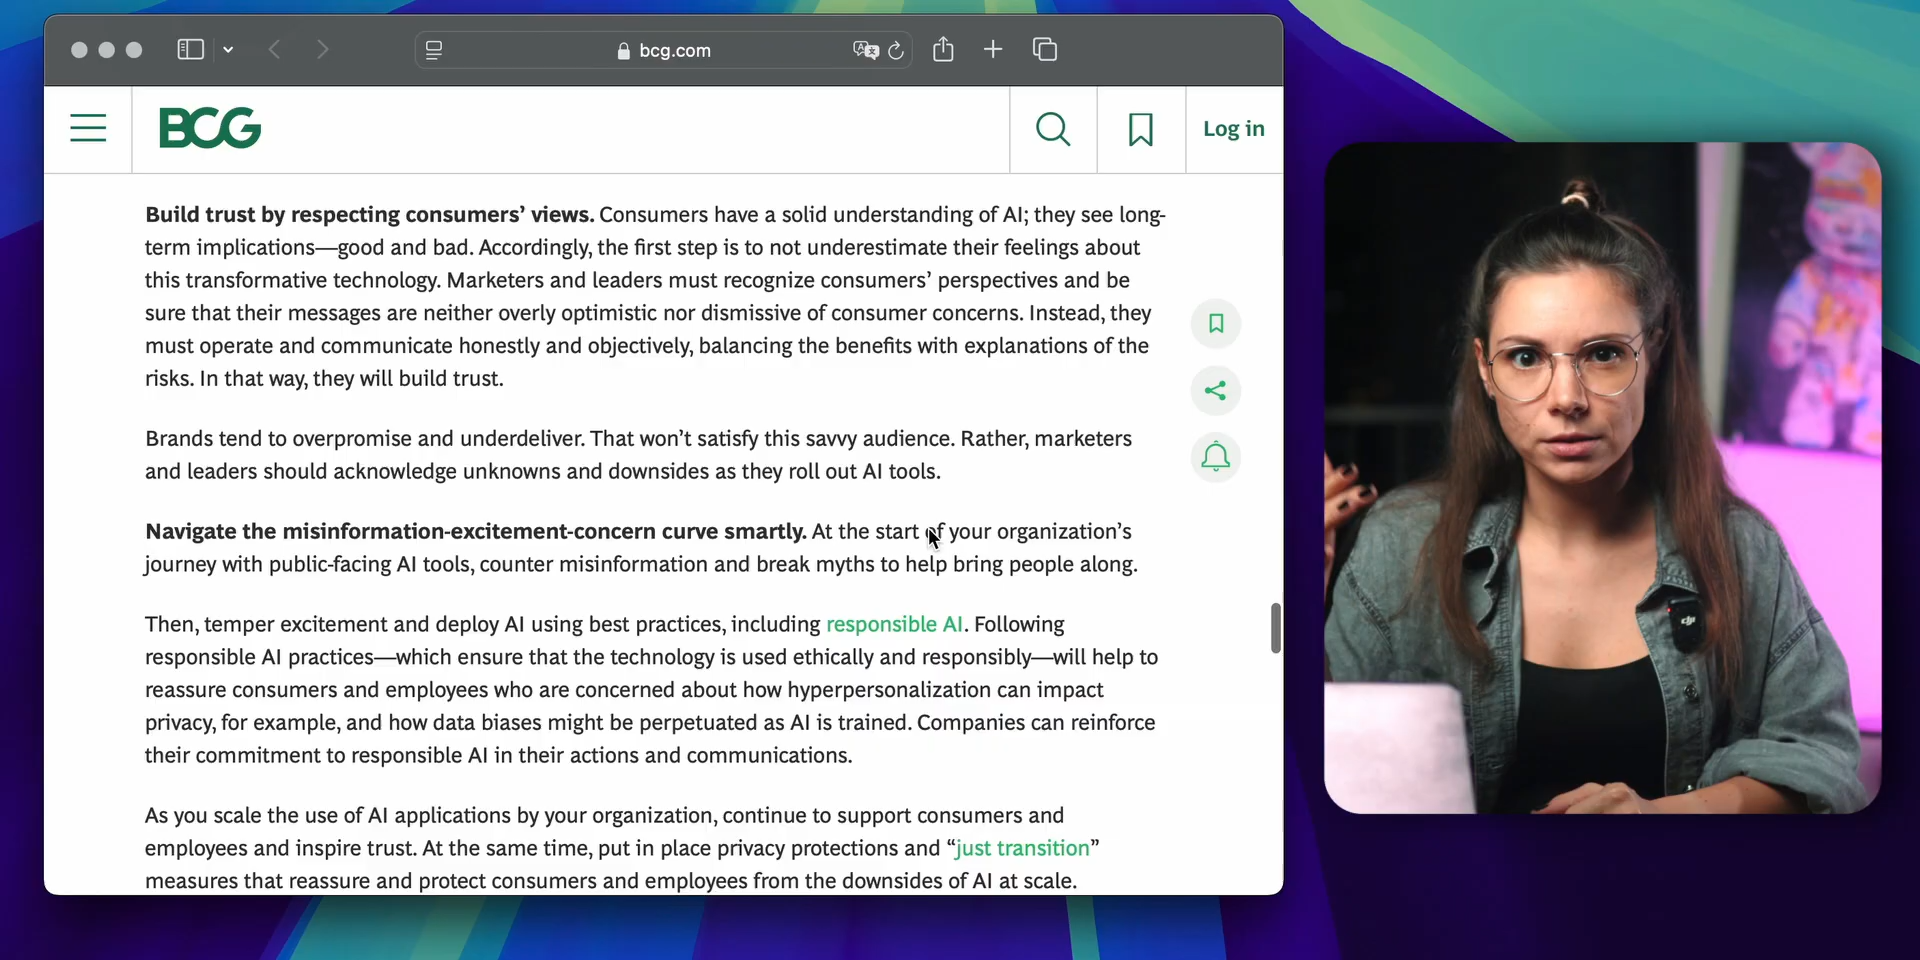 bcg.com
BCG
Log in
Build trust by respecting consumers’ views. Consumers have a solid understanding of AI; they see long-
term implications—good and bad. Accordingly, the first step is to not underestimate their feelings about
this transformative technology. Marketers and leaders must recognize consumers’ perspectives and be
sure that their messages are neither overly optimistic nor dismissive of consumer concerns. Instead, they
must operate and communicate honestly and objectively, balancing the benefits with explanations of the
risks. In that way, they will build trust.
Brands tend to overpromise and underdeliver. That won’t satisfy this savvy audience. Rather, marketers
and leaders should acknowledge unknowns and downsides as they roll out AI tools.
Navigate the misinformation-excitement-concern curve smartly. At the start of your organization’s
journey with public-facing AI tools, counter misinformation and break myths to help bring people along.
Then, temper excitement and deploy AI using best practices, including responsible AI. Following
responsible AI practices—which ensure that the technology is used ethically and responsibly—will help to
reassure consumers and employees who are concerned about how hyperpersonalization can impact
privacy, for example, and how data biases might be perpetuated as AI is trained. Companies can reinforce
their commitment to responsible AI in their actions and communications.
As you scale the use of AI applications by your organization, continue to support consumers and
employees and inspire trust. At the same time, put in place privacy protections and “just transition”
measures that reassure and protect consumers and employees from the downsides of AI at scale.
dji